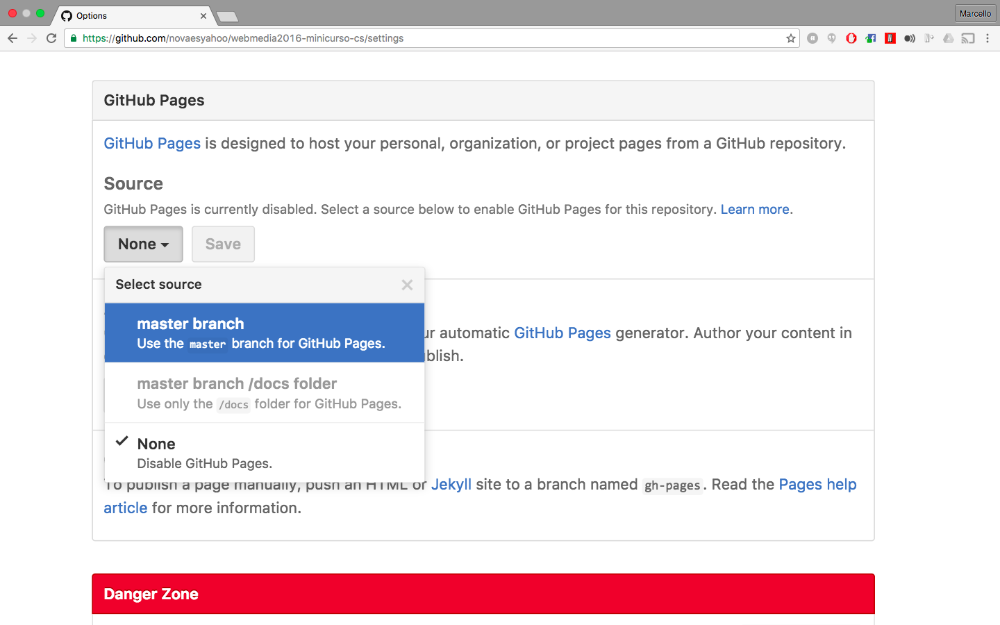 Options
Marcello
https://github.com/novaesyahoo/webmedia2016-minicurso-cs/settings
GitHub Pages
GitHub Pages is designed to host your personal, organization, or project pages from a GitHub repository.
Source
GitHub Pages is currently disabled. Select a source below to enable GitHub Pages for this repository. Learn more.
None
Save
Select source
master branch
Use the master branch for GitHub Pages.
automatic GitHub Pages generator. Author your content in
master branch /docs folder
Use only the /docs folder for GitHub Pages.
None
Disable GitHub Pages.
To publish a page manually, push an HTML or Jekyll site to a branch named gh-pages. Read the Pages help
article for more information.
Danger Zone